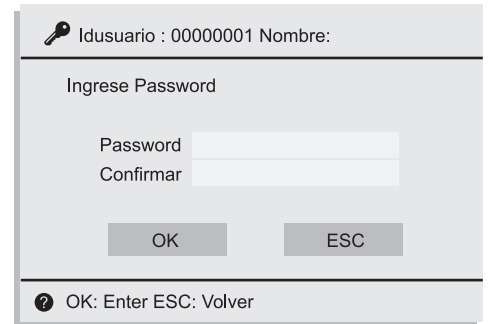 Idusuario : 00000001 Nombre:
Ingrese Password
Password
Confirmar
OK ESC
? OK: Enter ESC: Volver